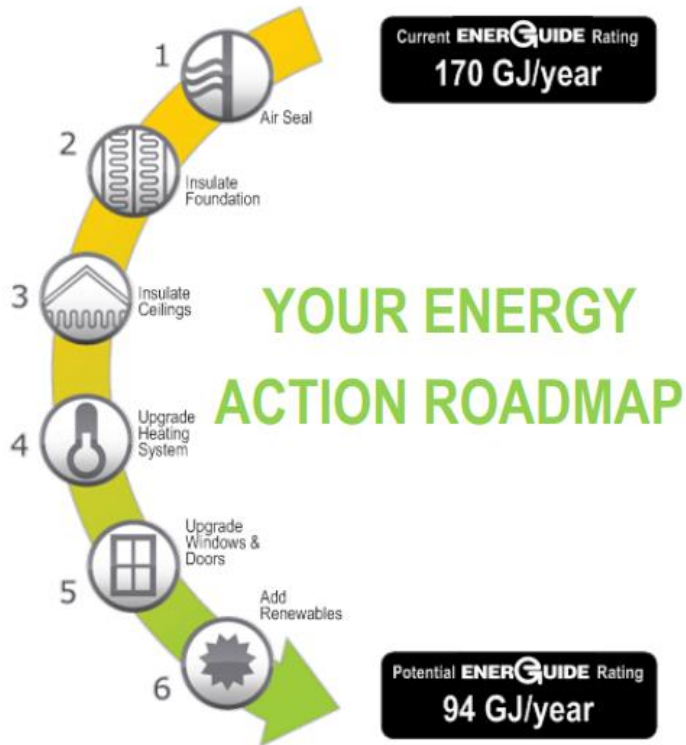 Current ENERGUIDE Rating
170 GJ/year
1
Air Seal
2
Insulate
Foundation
3
Insulate
Ceilings
YOUR ENERGY
ACTION ROADMAP
4
Upgrade
Heating
System
5
Upgrade
Windows &
Doors
6
Add
Renewables
Potential ENERGUIDE Rating
94 GJ/year